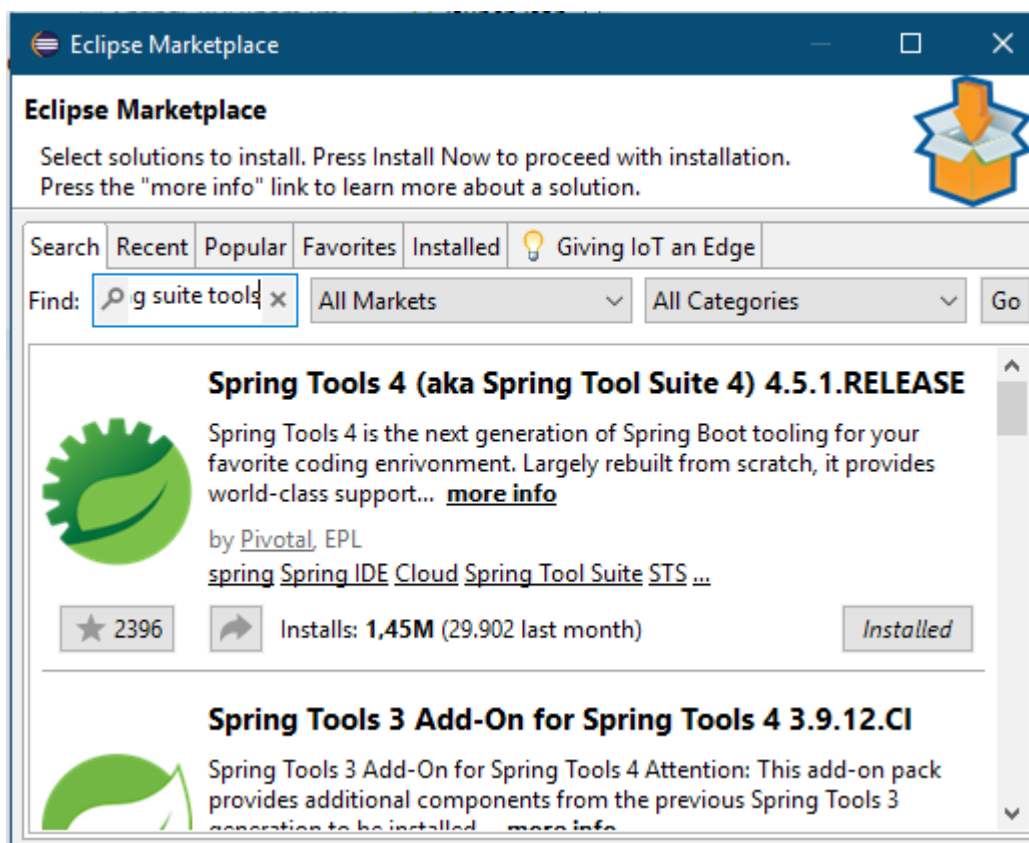 Eclipse Marketplace
Eclipse Marketplace
Select solutions to install. Press Install Now to proceed with installation.
Press the "more info" link to learn more about a solution.
Search Recent Popular Favorites Installed Giving IoT an Edge
Find: g suite tools All Markets All Categories Go
Spring Tools 4 (aka Spring Tool Suite 4) 4.5.1.RELEASE
Spring Tools 4 is the next generation of Spring Boot tooling for your
favorite coding enrivonment. Largely rebuilt from scratch, it provides
world-class support... more info
by Pivotal, EPL
spring Spring IDE Cloud Spring Tool Suite STS ...
2396 Installs: 1,45M (29.902 last month) Installed
Spring Tools 3 Add-On for Spring Tools 4 3.9.12.CI
Spring Tools 3 Add-On for Spring Tools 4 Attention: This add-on pack
provides additional components from the previous Spring Tools 3
generation to be installed... more info